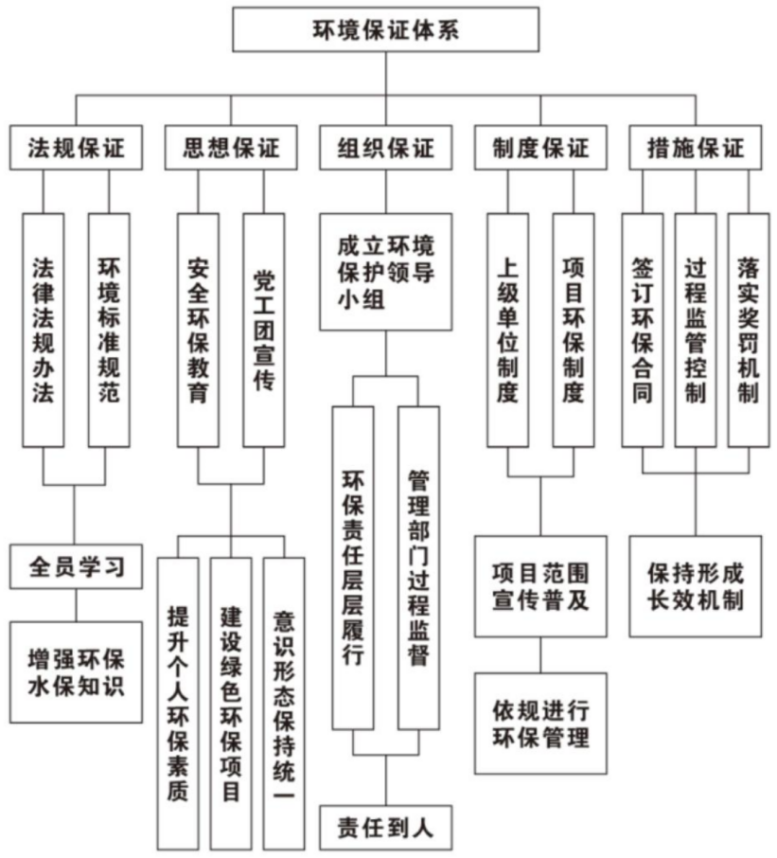 环境保证体系
法规保证
思想保证
组织保证
制度保证
措施保证
法律法规办法
环境标准规范
安全环保教育
党工团宣传
成立环境
保护领导
小组
上级单位制度
项目环保制度
签订环保合同
过程监管控制
落实奖罚机制
环保责任层层履行
管理部门过程监督
全员学习
增强环保
水保知识
提升个人环保素质
建设绿色环保项目
意识形态保持统一
项目范围
宣传普及
保持形成
长效机制
依规进行
环保管理
责任到人